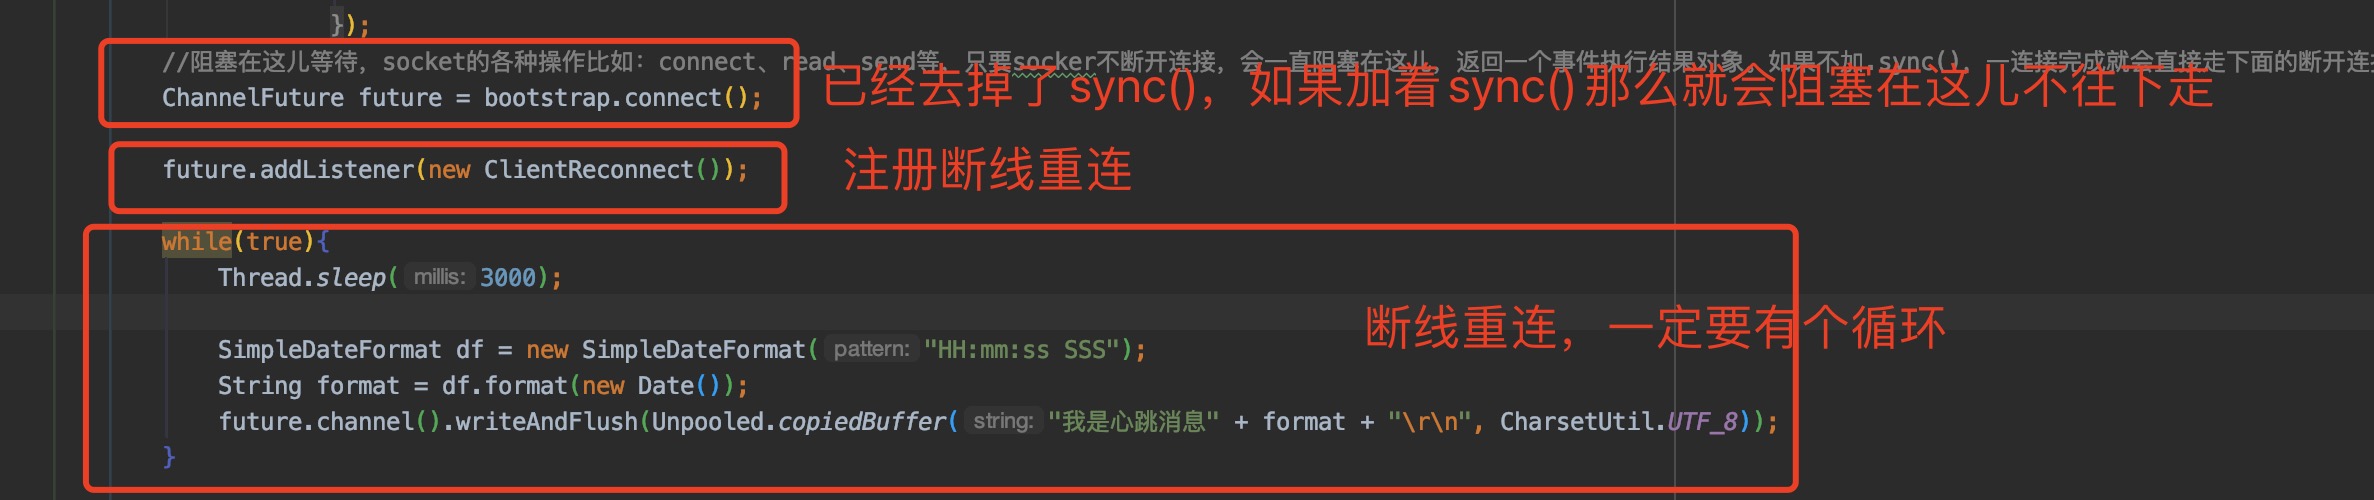 });
//阻塞在这儿等待，socket的各种操作比如：connect、read、send等，只要socker不断开连接，会一直阻塞在这儿，返回一个事件执行结果对象，如果不加.sync()，一连接完成就会直接走下面的断开连接
已经去掉了sync()，如果加着sync()那么就会阻塞在这儿不往下走
ChannelFuture future = bootstrap.connect();
future.addListener(new ClientReconnect());
注册断线重连
while(true){
Thread.sleep( millis: 3000);
断线重连，一定要有个循环
SimpleDateFormat df = new SimpleDateFormat( pattern: "HH:mm:ss SSS");
String format = df.format(new Date());
future.channel().writeAndFlush(Unpooled.copiedBuffer( string: "我是心跳消息" + format + "\r\n", CharsetUtil.UTF_8));
}